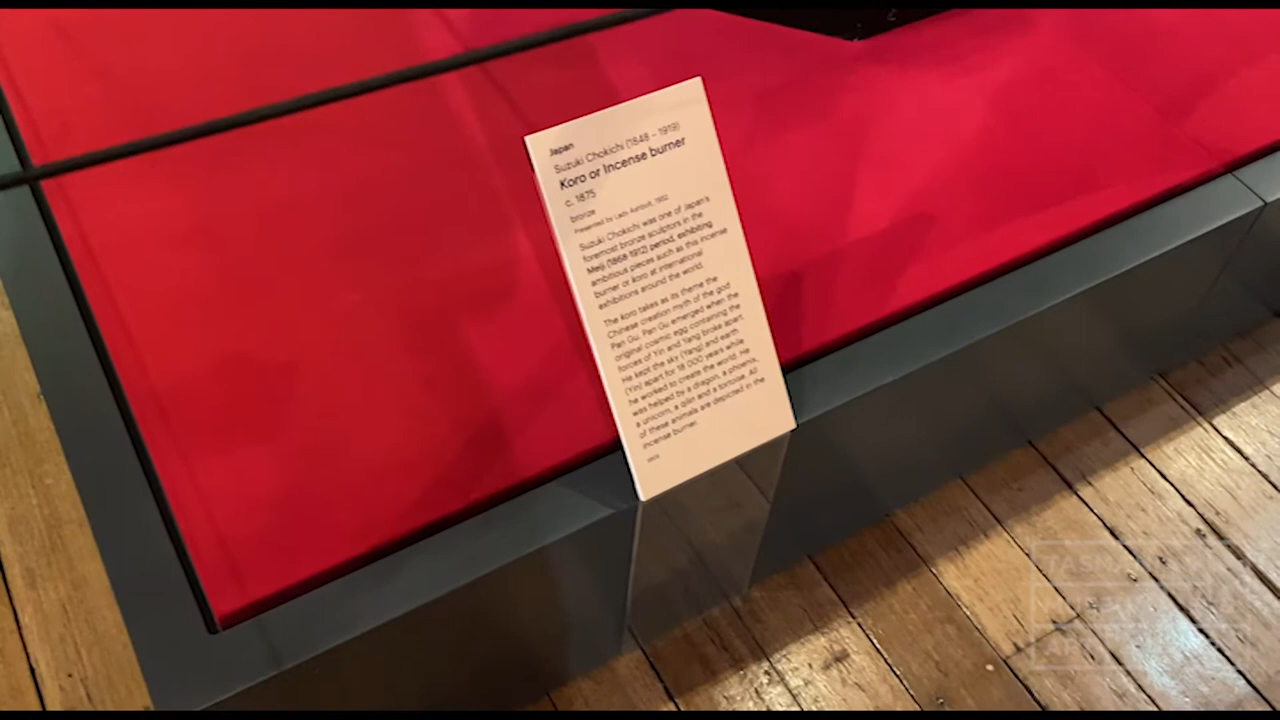 Japan
Suzuki Chokichi (1848 - 1919)
Koro or Incense burner
c. 1875
bronze
Presented by Lady
Suzuki Chokichi was one of Japan's
foremost bronze sculptors in the
Meiji (1868-1912) period, exhibiting
ambitious pieces such as this incense
burner or koro at international
exhibitions around the world.
The koro takes as its theme the
Chinese creation myth of the god
Pan Gu. Pan Gu emerged when the
original cosmic egg containing the
forces of Yin and Yang broke apart.
He kept the sky (Yang) and earth
(Yin) apart for 18 000 years while
he worked to create the world. He
was helped by a dragon, a phoenix,
a unicorn, a qilin and a tortoise. All
of these animals are depicted in the
incense burner.